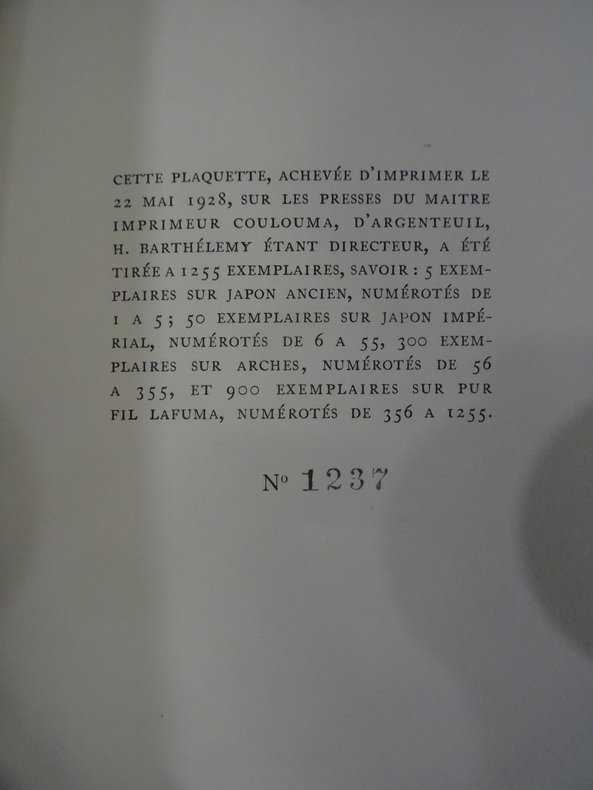 CETTE PLAQUETTE, ACHEVÉE D'IMPRIMER LE
22 MAI 1928, SUR LES PRESSES DU MAITRE
IMPRIMEUR COULOUMA, D'ARGENTEUIL,
H. BARTHÉLEMY ÉTANT DIRECTEUR, A ÉTÉ
TIRÉE A 1255 EXEMPLAIRES, SAVOIR : 5 EXEM-
PLAIRES SUR JAPON ANCIEN, NUMÉROTÉS DE
1 A 5 ; 50 EXEMPLAIRES SUR JAPON IMPÉ-
RIAL, NUMÉROTÉS DE 6 A 55, 300 EXEM-
PLAIRES SUR ARCHES, NUMÉROTÉS DE 56
A 355, ET 900 EXEMPLAIRES SUR PUR
FIL LAFUMA, NUMÉROTÉS DE 356 A 1255.
Nº 1237